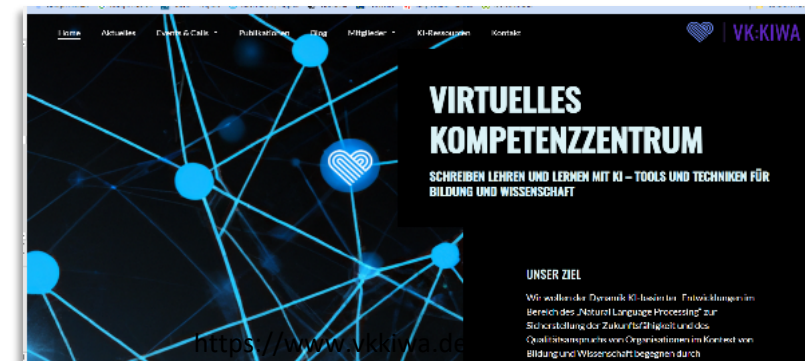 Home Aktuelles Events & Calls Publikationen Blog Mitglieder KI-Ressourcen Kontakt
VK:KIWA
VIRTUELLES
KOMPETENZZENTRUM
SCHREIBEN LEHREN UND LERNEN MIT KI – TOOLS UND TECHNIKEN FÜR
BILDUNG UND WISSENSCHAFT
UNSER ZIEL
Wir wollen der Dynamik KI-basierter Entwicklungen im
Bereich des „Natural Language Processing" zur
Sicherstellung der Zukunftsfähigkeit und des
Qualitätsanspruchs von Organisationen im Kontext von
Bildung und Wissenschaft begegnen durch
https://www.vkkiwa.de